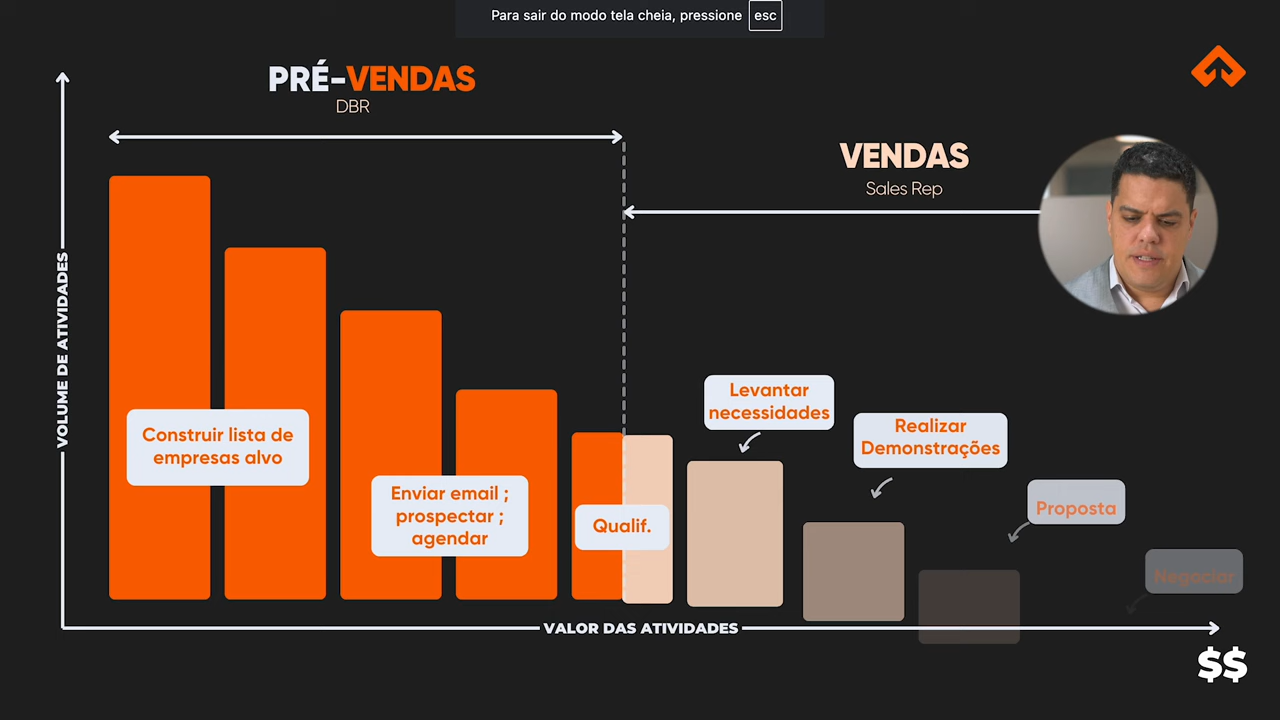 Para sair do modo tela cheia, pressione esc
PRÉ-VENDAS
DBR
VENDAS
Sales Rep
VOLUME DE ATIVIDADES
Levantar
necessidades
Realizar
Demonstrações
Construir lista de
empresas alvo
Enviar email ;
prospectar ;
agendar
Qualif.
Proposta
Negociar
VALOR DAS ATIVIDADES
$$